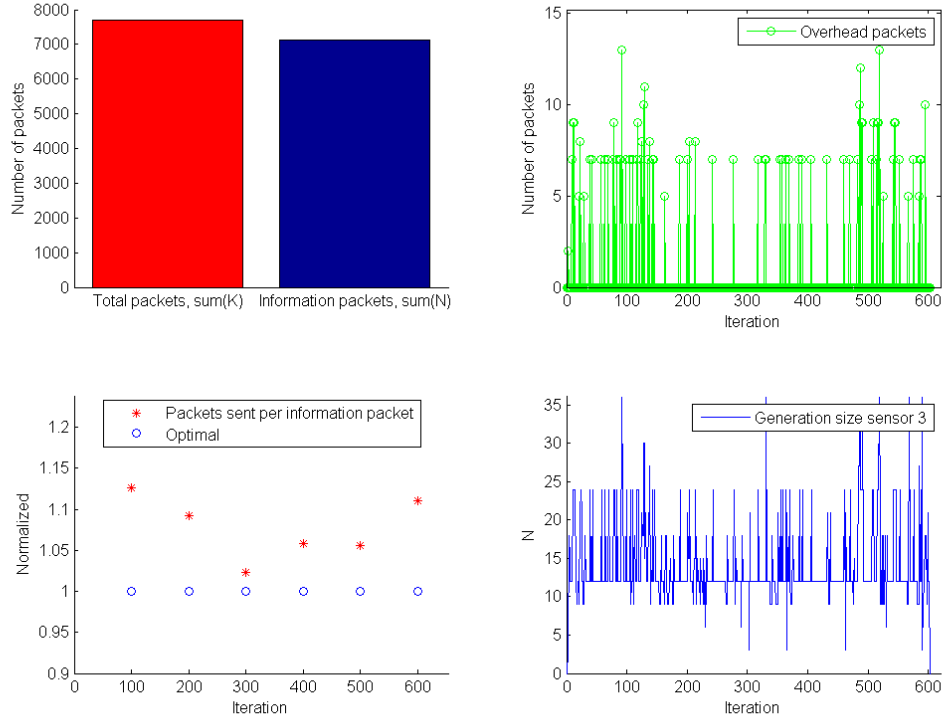 8000
7000
6000
5000
4000
3000
2000
1000
0
Number of packets
Total packets, sum(K)
Information packets, sum(N)
15
10
5
0
Number of packets
Overhead packets
0 100 200 300 400 500 600
Iteration
1.2
1.15
1.1
1.05
1
0.95
0.9
Normalized
Packets sent per information packet
Optimal
0 100 200 300 400 500 600
Iteration
35
30
25
20
15
10
5
0
N
Generation size sensor 3
0 100 200 300 400 500 600
Iteration